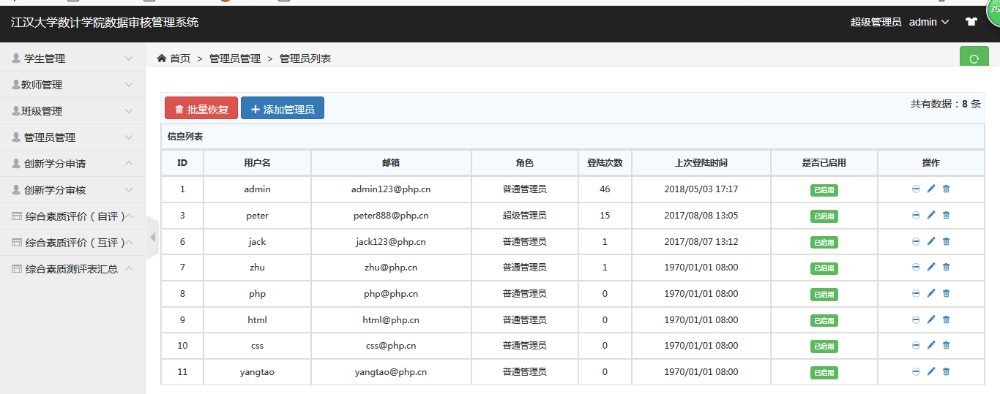 江汉大学数计学院数据审核管理系统
超级管理员 admin
75
学生管理
教师管理
班级管理
管理员管理
创新学分申请
创新学分审核
综合素质评价（自评）
综合素质评价（互评）
综合素质测评表汇总
首页 > 管理员管理 > 管理员列表
批量恢复 添加管理员 共有数据：8 条
信息列表
ID 用户名 邮箱 角色 登陆次数 上次登陆时间 是否已启用 操作
1 admin admin123@php.cn 普通管理员 46 2018/05/03 17:17 已启用
3 peter peter888@php.cn 超级管理员 15 2017/08/08 13:05 已启用
6 jack jack123@php.cn 普通管理员 1 2017/08/07 13:12 已启用
7 zhu zhu@php.cn 普通管理员 1 1970/01/01 08:00 已启用
8 php php@php.cn 普通管理员 0 1970/01/01 08:00 已启用
9 html html@php.cn 普通管理员 0 1970/01/01 08:00 已启用
10 css css@php.cn 普通管理员 0 1970/01/01 08:00 已启用
11 yangtao yangtao@php.cn 普通管理员 0 1970/01/01 08:00 已启用